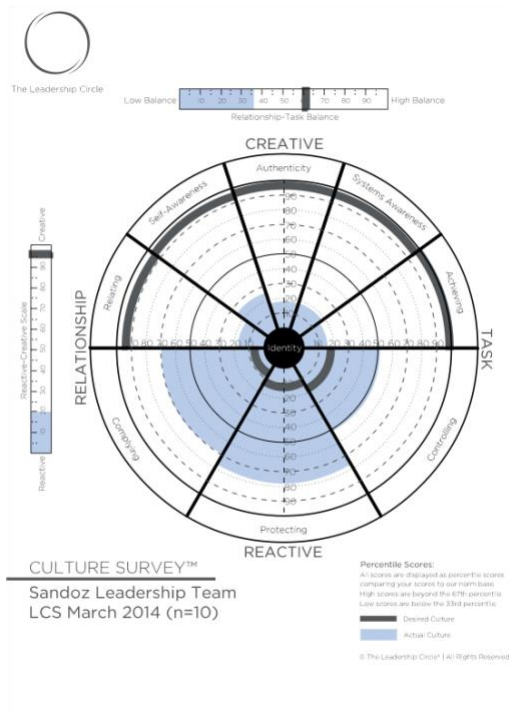 The Leadership Circle
Low Balance
10 20 30 40 50 60 70 80 90
High Balance
Relationship-Task Balance
CREATIVE
Authenticity
Self-Awareness
Systems Awareness
Relating
Achieving
Creative
Reactive-Creative Scale
Reactive
RELATIONSHIP
TASK
Identity
Complying
Controlling
Protecting
REACTIVE
CULTURE SURVEY™
Sandoz Leadership Team
LCS March 2014 (n=10)
Percentile Scores:
All scores are displayed as percentile scores
comparing your scores to our norm base.
High scores are beyond the 67th percentile.
Low scores are below the 33rd percentile.
Desired Culture
Actual Culture
© The Leadership Circle® | All Rights Reserved